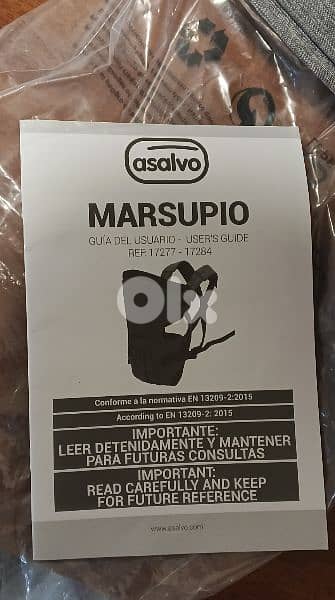 asalvo
MARSUPIO
GUÍA DEL USUARIO - USER'S GUIDE
REF. 17277 - 17284
olx
Conforme a la normativa EN 13209-2:2015
According to EN 13209-2: 2015
IMPORTANTE:
LEER DETENIDAMENTE Y MANTENER
PARA FUTURAS CONSULTAS
IMPORTANT:
READ CAREFULLY AND KEEP
FOR FUTURE REFERENCE
www.asalvo.com